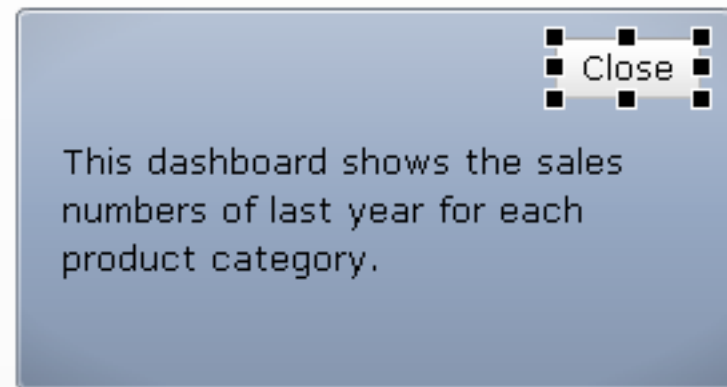 Close
This dashboard shows the sales
numbers of last year for each
product category.